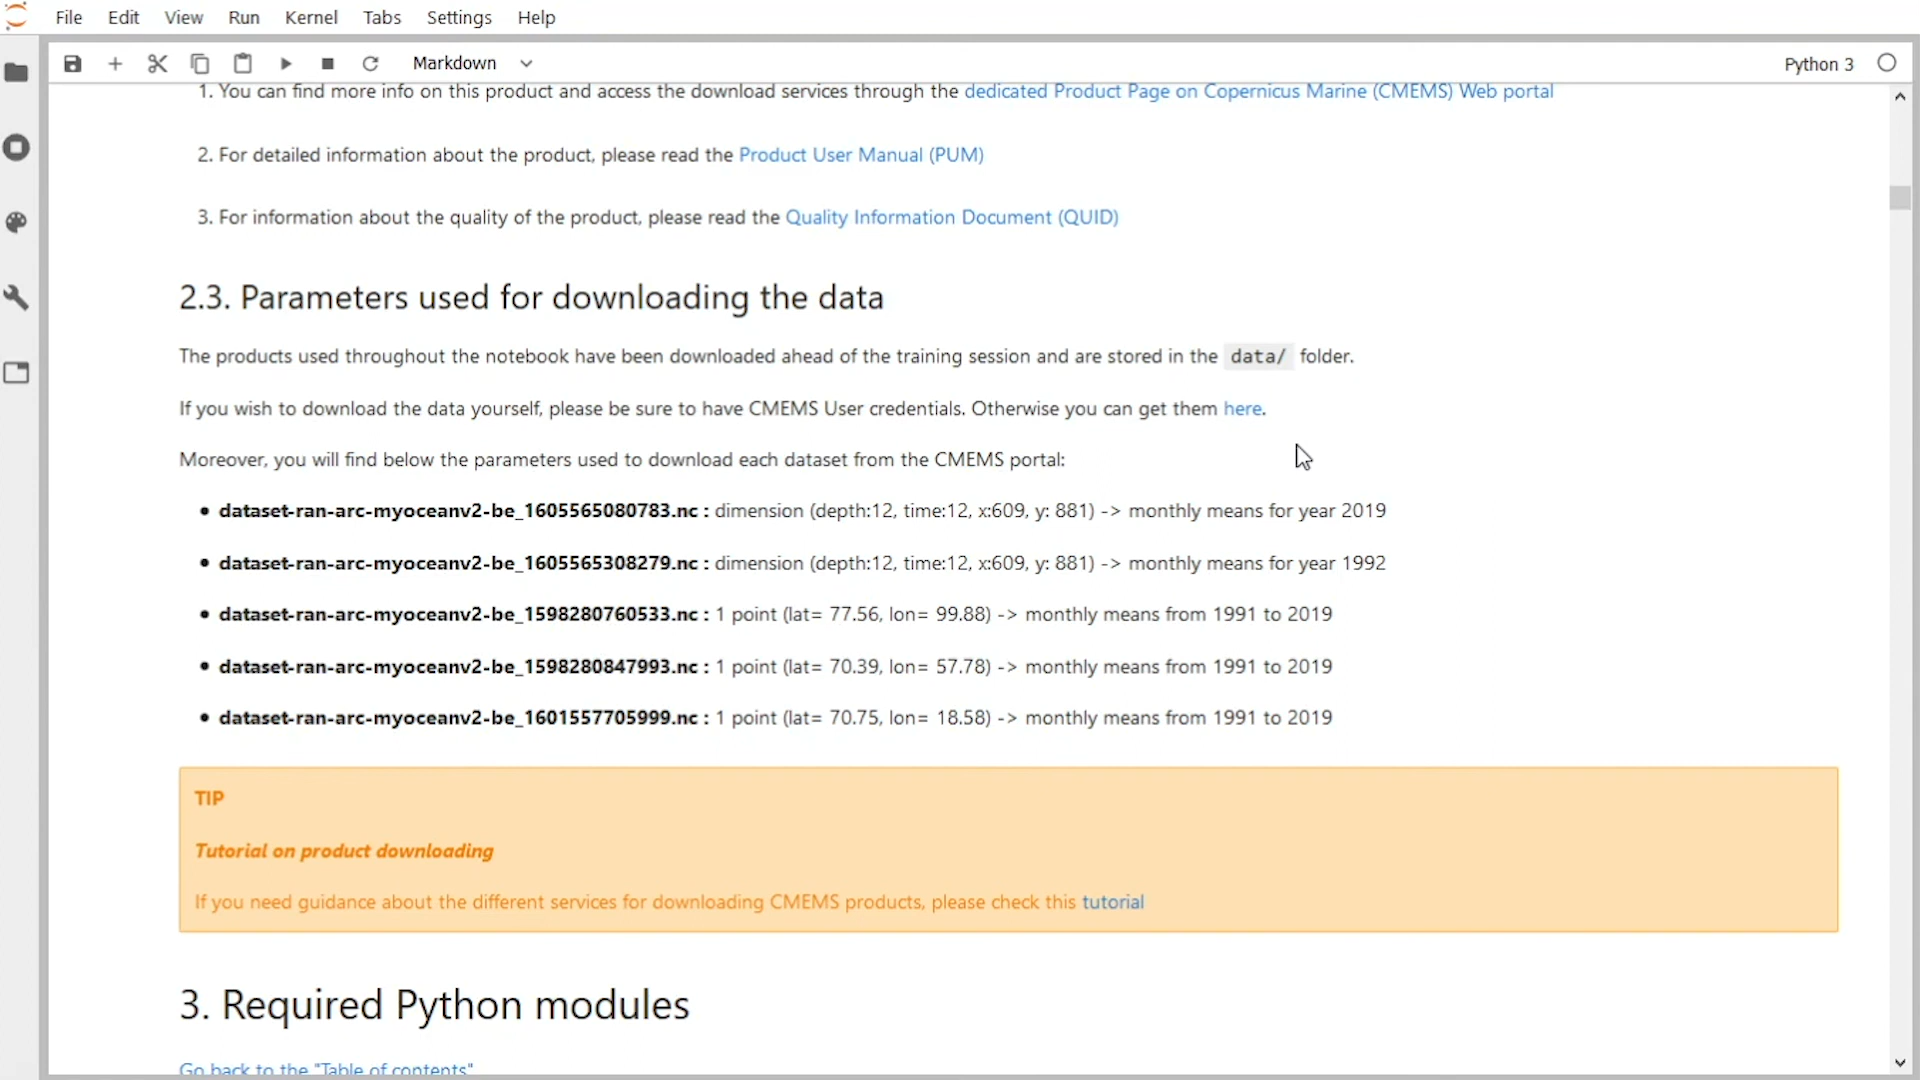 File Edit View Run Kernel Tabs Settings Help
Markdown
Python 3
1. You can find more info on this product and access the download services through the dedicated Product Page on Copernicus Marine (CMEMS) Web portal
2. For detailed information about the product, please read the Product User Manual (PUM)
3. For information about the quality of the product, please read the Quality Information Document (QUID)
2.3. Parameters used for downloading the data
The products used throughout the notebook have been downloaded ahead of the training session and are stored in the data/ folder.
If you wish to download the data yourself, please be sure to have CMEMS User credentials. Otherwise you can get them here.
Moreover, you will find below the parameters used to download each dataset from the CMEMS portal:
• dataset-ran-arc-myoceanv2-be_1605565080783.nc : dimension (depth:12, time:12, x:609, y: 881) -> monthly means for year 2019
• dataset-ran-arc-myoceanv2-be_1605565308279.nc : dimension (depth:12, time:12, x:609, y: 881) -> monthly means for year 1992
• dataset-ran-arc-myoceanv2-be_1598280760533.nc : 1 point (lat= 77.56, lon= 99.88) -> monthly means from 1991 to 2019
• dataset-ran-arc-myoceanv2-be_1598280847993.nc : 1 point (lat= 70.39, lon= 57.78) -> monthly means from 1991 to 2019
• dataset-ran-arc-myoceanv2-be_1601557705999.nc : 1 point (lat= 70.75, lon= 18.58) -> monthly means from 1991 to 2019
TIP
Tutorial on product downloading
If you need guidance about the different services for downloading CMEMS products, please check this tutorial
3. Required Python modules
Go back to the "Table of contents"